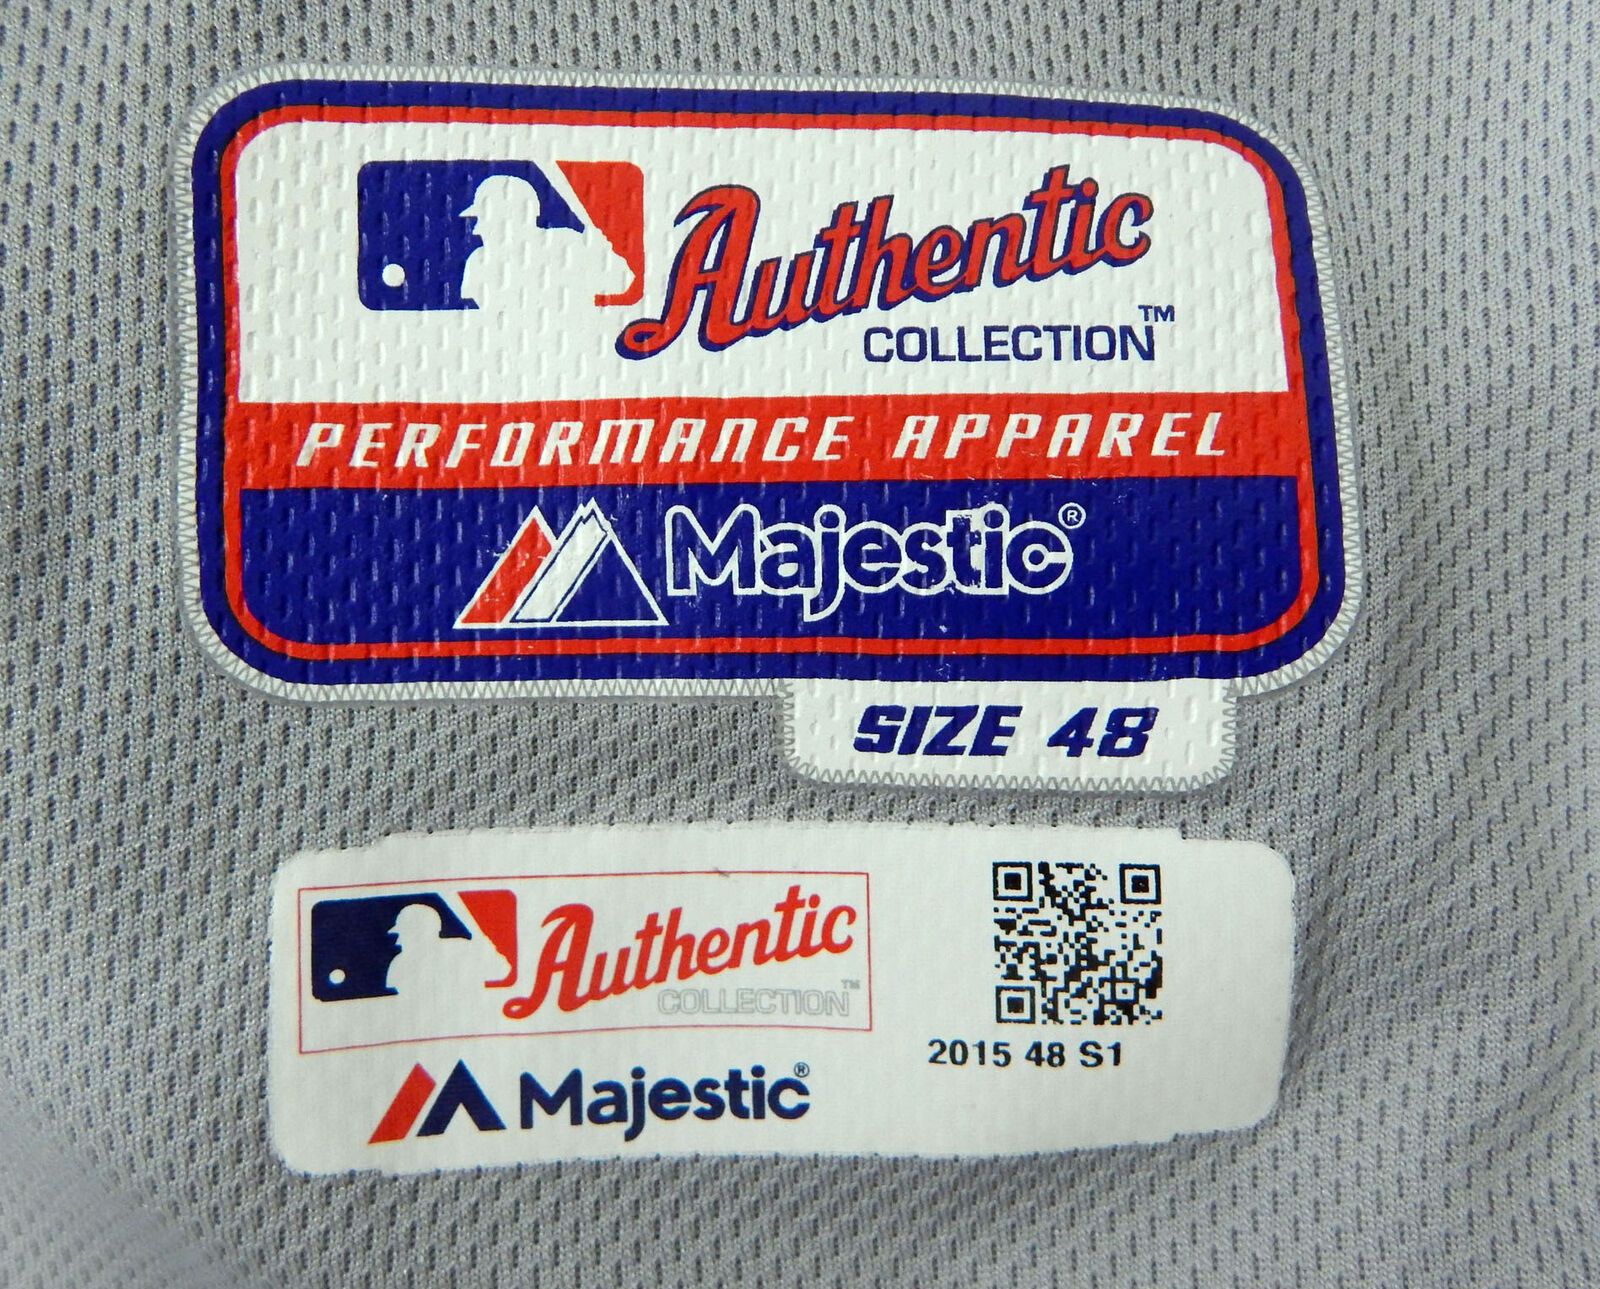 Authentic
COLLECTION™
PERFORMANCE APPAREL
Majestic®
SIZE 48
Authentic
COLLECTION™
Majestic®
2015 48 S1